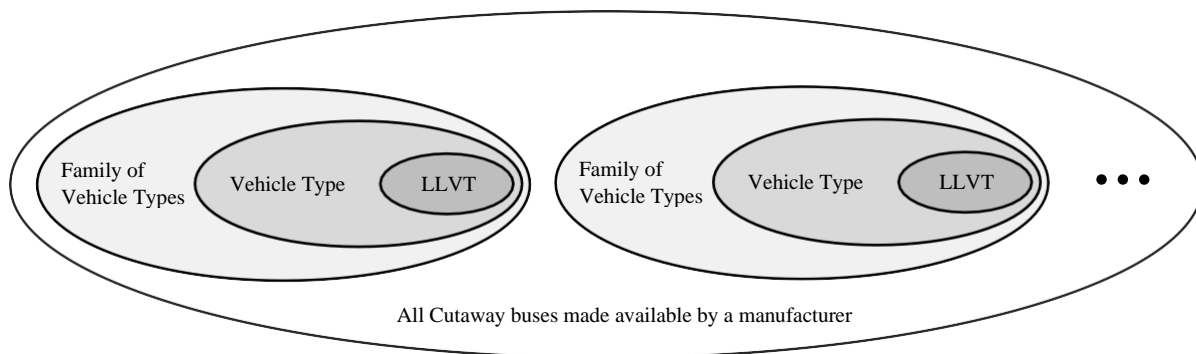 Family of
Vehicle Types
Vehicle Type
LLVT
Family of
Vehicle Types
Vehicle Type
LLVT
All Cutaway buses made available by a manufacturer